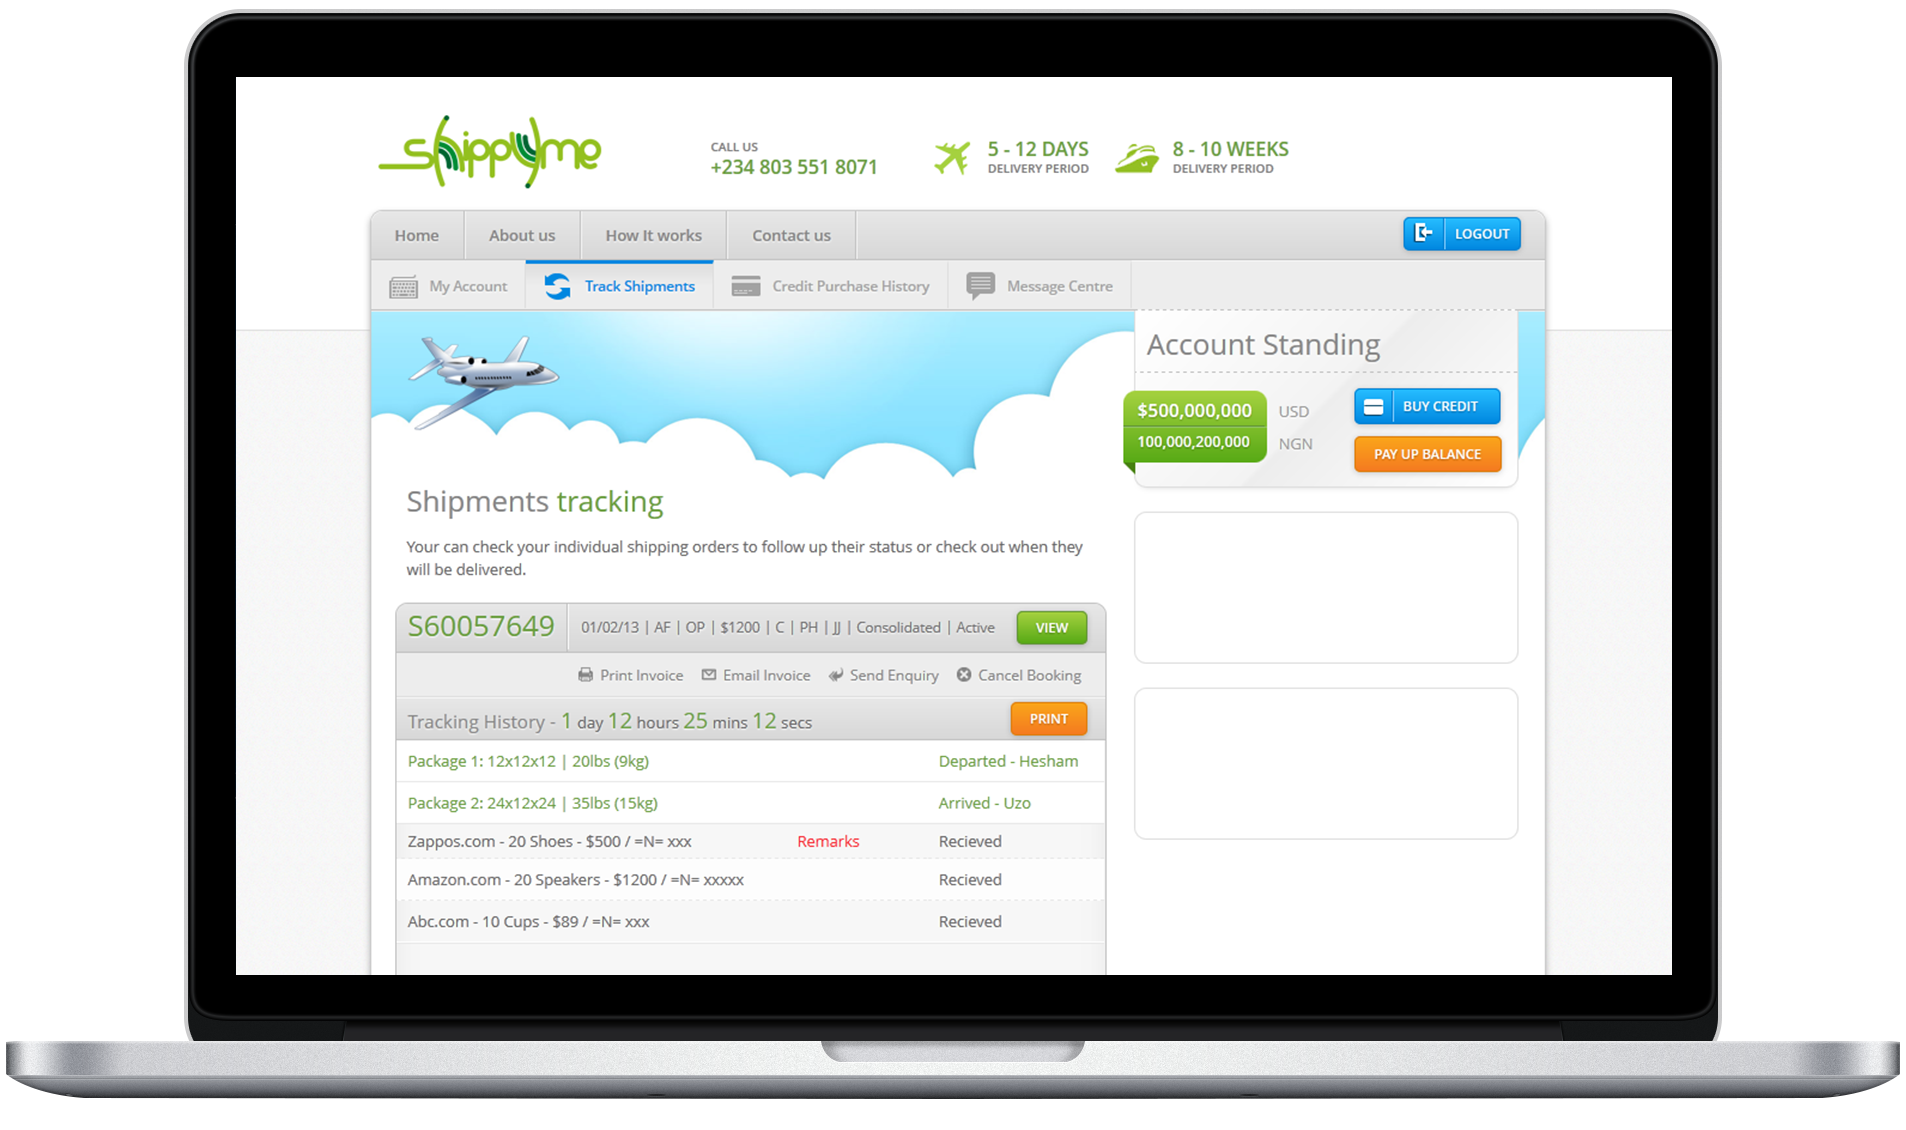 shippyme
CALL US
+234 803 551 8071
5 - 12 DAYS
DELIVERY PERIOD
8 - 10 WEEKS
DELIVERY PERIOD
Home
About us
How It works
Contact us
LOGOUT
My Account
Track Shipments
Credit Purchase History
Message Centre
Account Standing
$500,000,000 USD
100,000,200,000 NGN
BUY CREDIT
PAY UP BALANCE
Shipments tracking
Your can check your individual shipping orders to follow up their status or check out when they
will be delivered.
S60057649 01/02/13 | AF | OP | $1200 | C | PH | JJ | Consolidated | Active VIEW
Print Invoice Email Invoice Send Enquiry Cancel Booking
Tracking History - 1 day 12 hours 25 mins 12 secs PRINT
Package 1: 12x12x12 | 20lbs (9kg) Departed - Hesham
Package 2: 24x12x24 | 35lbs (15kg) Arrived - Uzo
Zappos.com - 20 Shoes - $500 / =N= xxx Remarks Recieved
Amazon.com - 20 Speakers - $1200 / =N= xxxxx Recieved
Abc.com - 10 Cups - $89 / =N= xxx Recieved